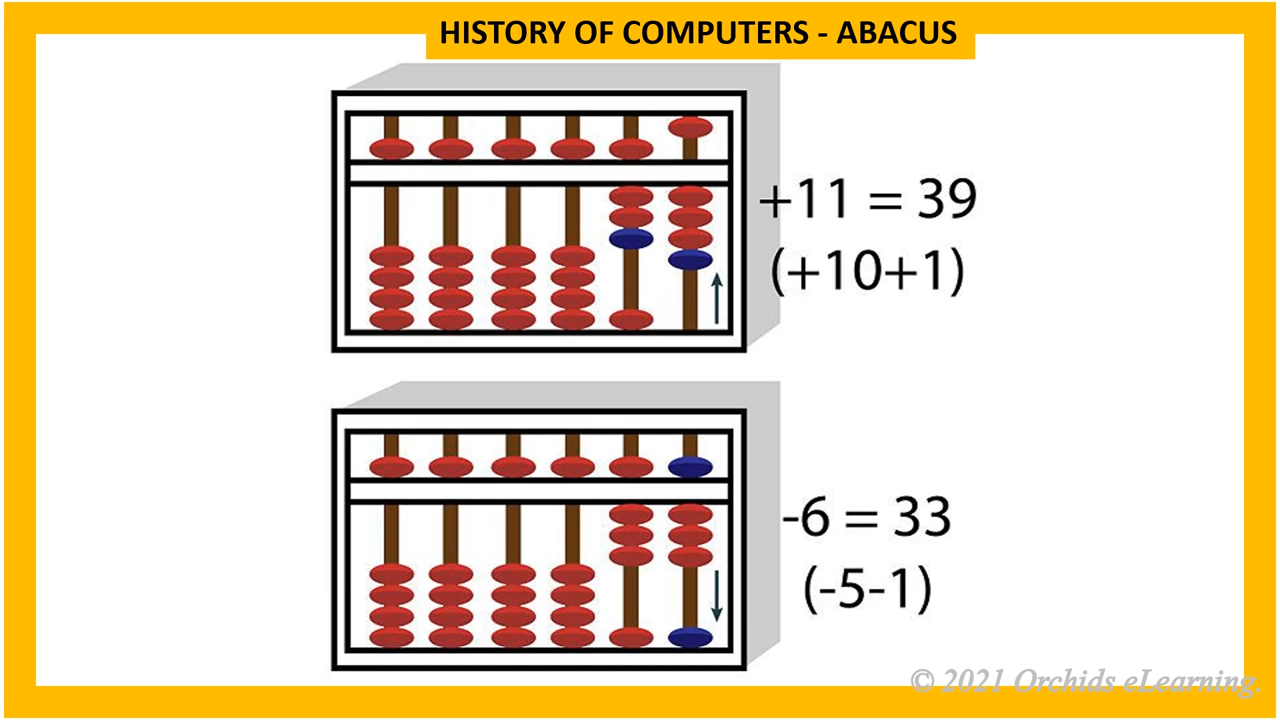 HISTORY OF COMPUTERS - ABACUS
+11 = 39
(+10+1)
-6 = 33
(-5-1)
© 2021 Orchids eLearning.